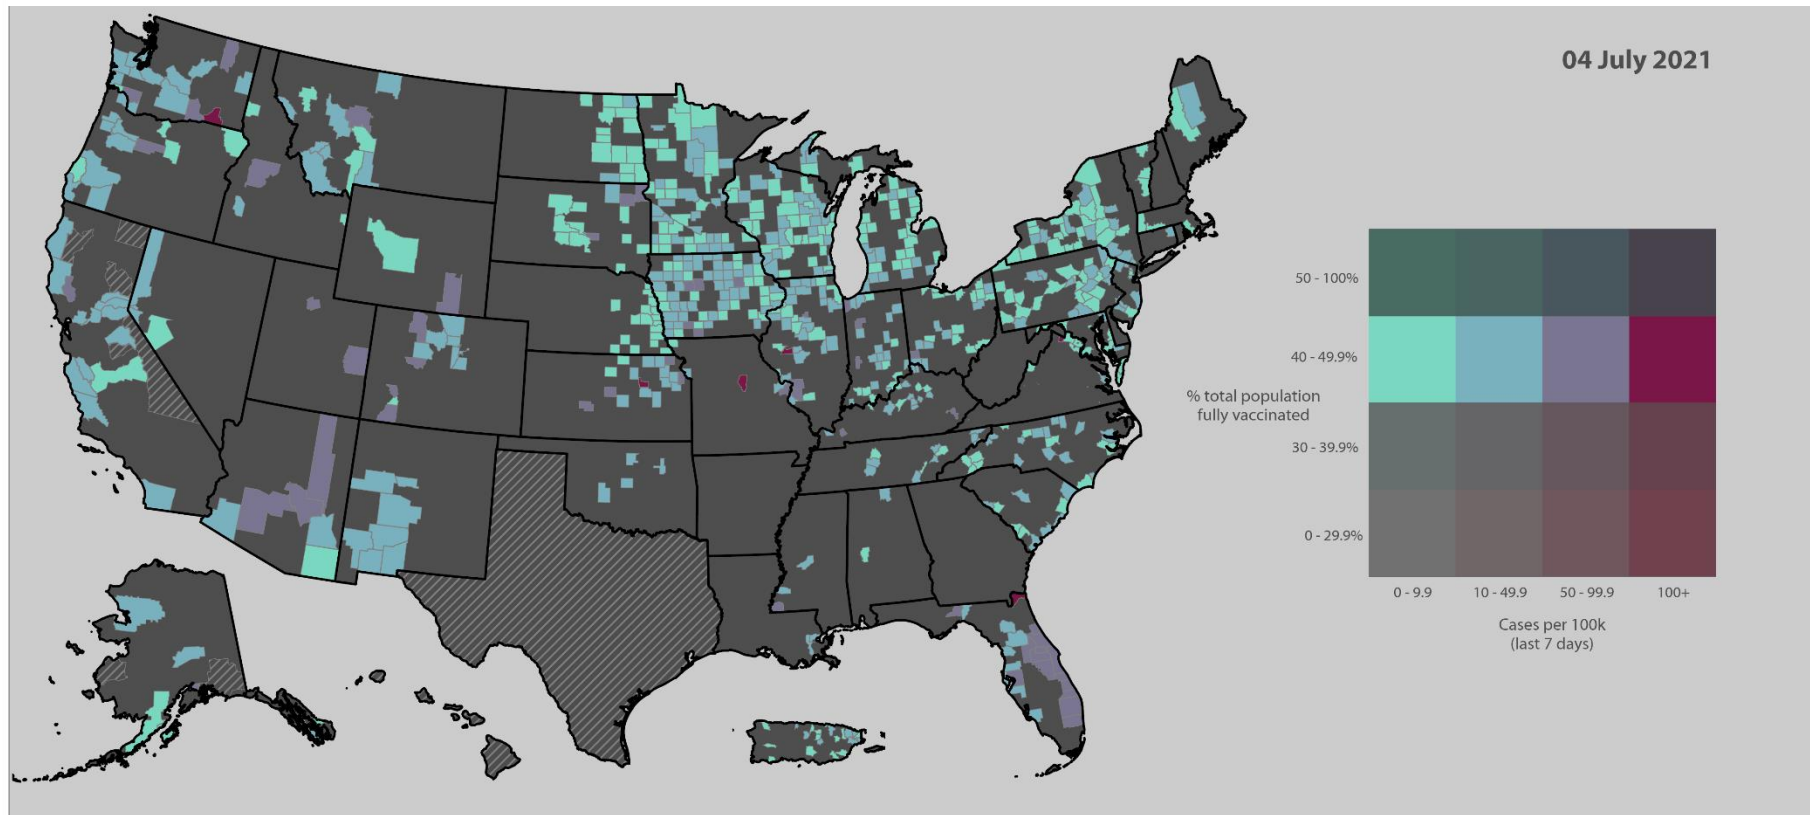 04 July 2021
50 - 100%
40 - 49.9%
% total population
fully vaccinated
30 - 39.9%
0 - 29.9%
0 - 9.9
10 - 49.9
50 - 99.9
100+
Cases per 100k
(last 7 days)